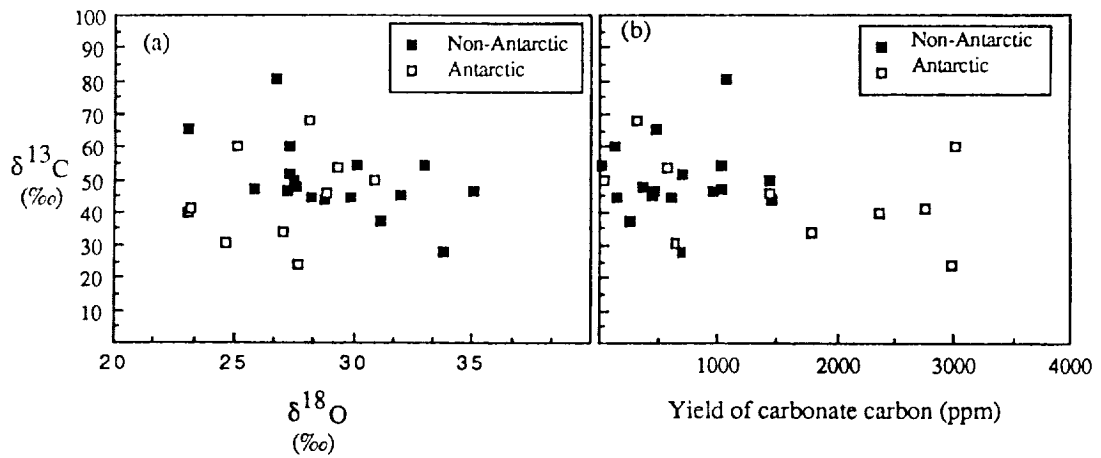 100
90
80
70
60
50
40
30
20
10
δ13C
(‰)
(a)
Non-Antarctic
Antarctic
20 25 30 35
δ18O
(‰)
(b)
Non-Antarctic
Antarctic
1000 2000 3000 4000
Yield of carbonate carbon (ppm)